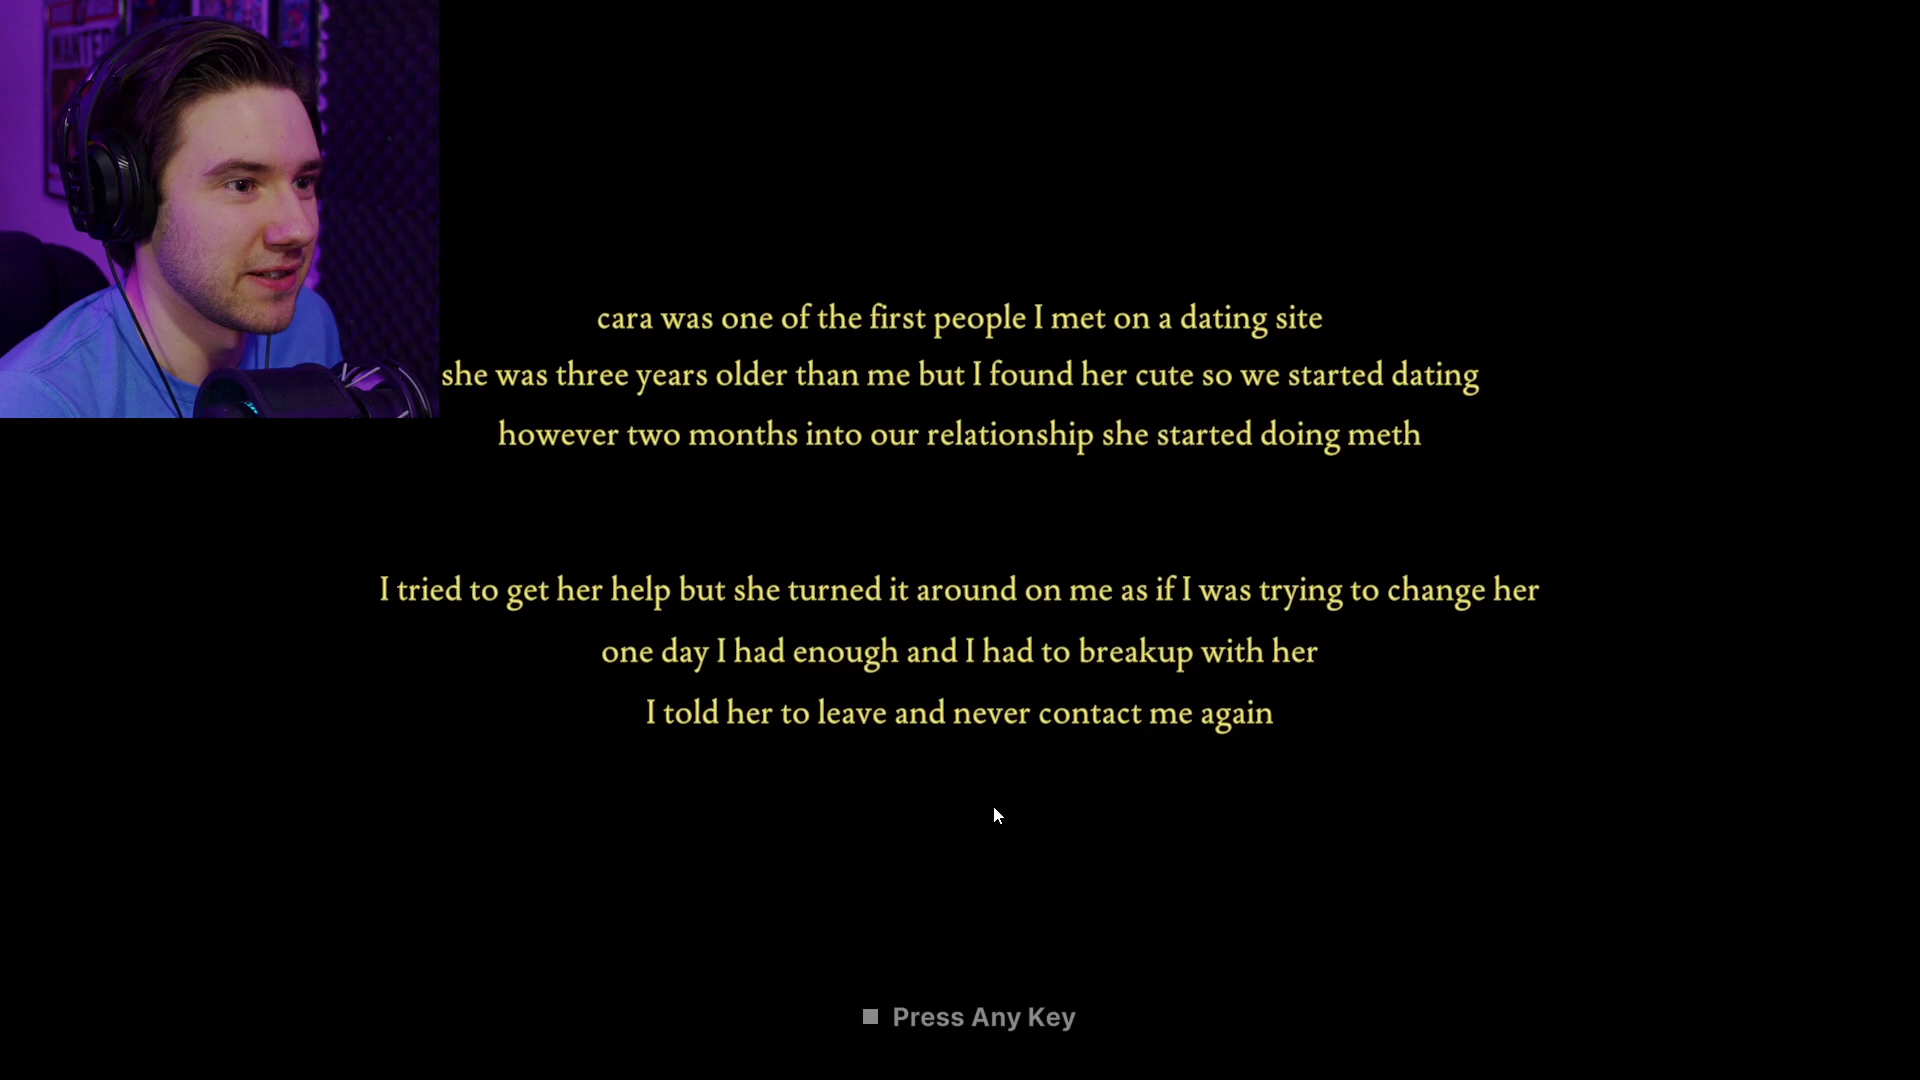 WANTED
cara was one of the first people I met on a dating site
she was three years older than me but I found her cute so we started dating
however two months into our relationship she started doing meth
I tried to get her help but she turned it around on me as if I was trying to change her
one day I had enough and I had to breakup with her
I told her to leave and never contact me again
Press Any Key